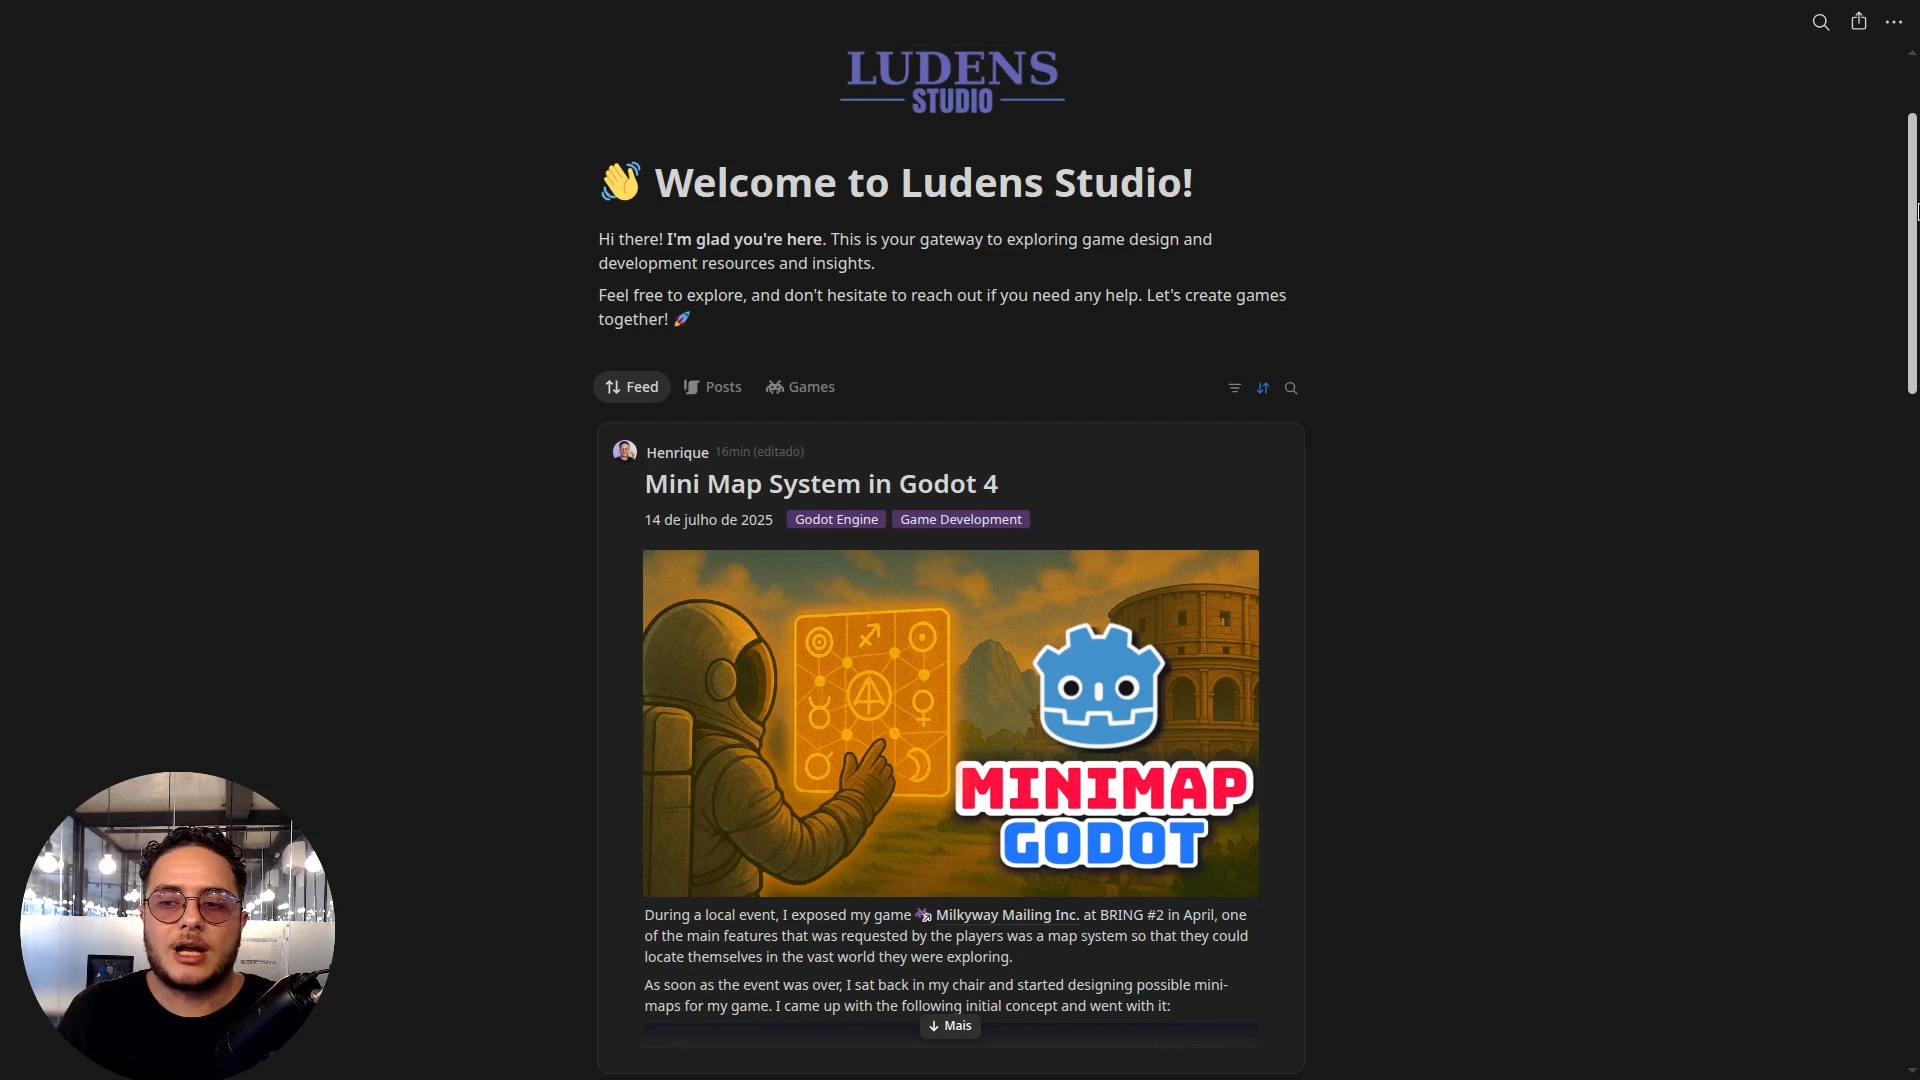 LUDENS
STUDIO
👋 Welcome to Ludens Studio!
Hi there! I'm glad you're here. This is your gateway to exploring game design and
development resources and insights.
Feel free to explore, and don't hesitate to reach out if you need any help. Let's create games
together! 🚀
Feed Posts Games
Henrique 16min (editado)
Mini Map System in Godot 4
14 de julho de 2025 Godot Engine Game Development
MINIMAP
GODOT
During a local event, I exposed my game Milkyway Mailing Inc. at BRING #2 in April, one
of the main features that was requested by the players was a map system so that they could
locate themselves in the vast world they were exploring.
As soon as the event was over, I sat back in my chair and started designing possible mini-
maps for my game. I came up with the following initial concept and went with it:
Mais